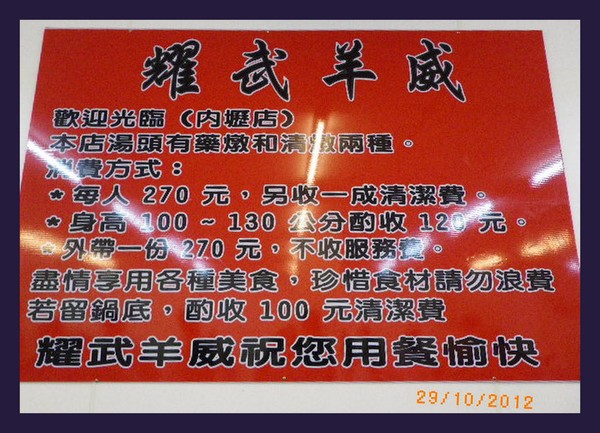 耀武羊威
歡迎光臨（內壢店）
本店湯頭有藥燉和清燉兩種。
消費方式：
* 每人 270 元，另收一成清潔費。
* 身高 100 ~ 130 公分酌收 120 元。
* 外帶一份 270 元，不收服務費。
盡情享用各種美食，珍惜食材請勿浪費
若留鍋底，酌收 100 元清潔費
耀武羊威祝您用餐愉快
29/10/2012